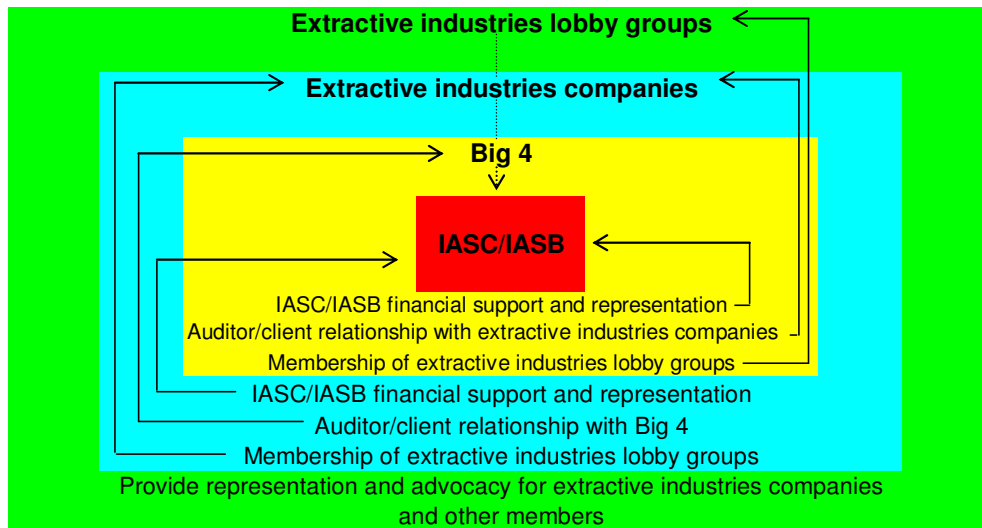 Extractive industries lobby groups
Extractive industries companies
Big 4
IASC/IASB
IASC/IASB financial support and representation
Auditor/client relationship with extractive industries companies
Membership of extractive industries lobby groups
IASC/IASB financial support and representation
Auditor/client relationship with Big 4
Membership of extractive industries lobby groups
Provide representation and advocacy for extractive industries companies
and other members